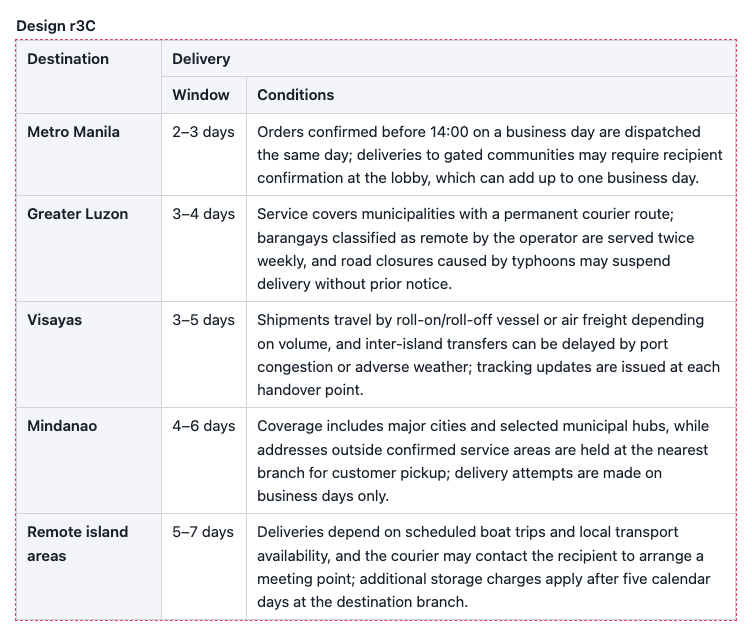 Design r3C
Destination
Delivery
Window
Conditions
Metro Manila
2–3 days
Orders confirmed before 14:00 on a business day are dispatched
the same day; deliveries to gated communities may require recipient
confirmation at the lobby, which can add up to one business day.
Greater Luzon
3–4 days
Service covers municipalities with a permanent courier route;
barangays classified as remote by the operator are served twice
weekly, and road closures caused by typhoons may suspend
delivery without prior notice.
Visayas
3–5 days
Shipments travel by roll-on/roll-off vessel or air freight depending
on volume, and inter-island transfers can be delayed by port
congestion or adverse weather; tracking updates are issued at each
handover point.
Mindanao
4–6 days
Coverage includes major cities and selected municipal hubs, while
addresses outside confirmed service areas are held at the nearest
branch for customer pickup; delivery attempts are made on
business days only.
Remote island
areas
5–7 days
Deliveries depend on scheduled boat trips and local transport
availability, and the courier may contact the recipient to arrange a
meeting point; additional storage charges apply after five calendar
days at the destination branch.